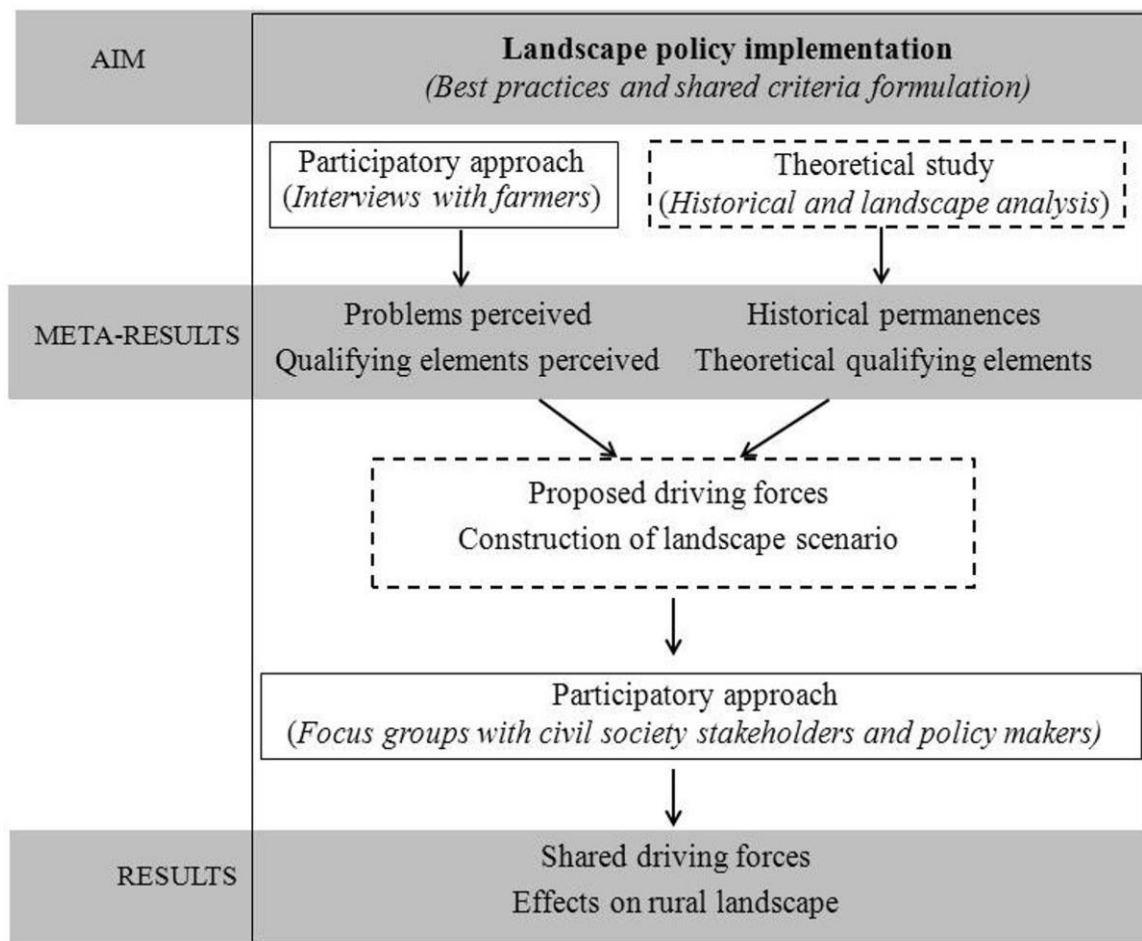 AIM
Landscape policy implementation
(Best practices and shared criteria formulation)
Participatory approach
(Interviews with farmers)
Theoretical study
(Historical and landscape analysis)
META-RESULTS
Problems perceived
Qualifying elements perceived
Historical permanences
Theoretical qualifying elements
Proposed driving forces
Construction of landscape scenario
Participatory approach
(Focus groups with civil society stakeholders and policy makers)
RESULTS
Shared driving forces
Effects on rural landscape